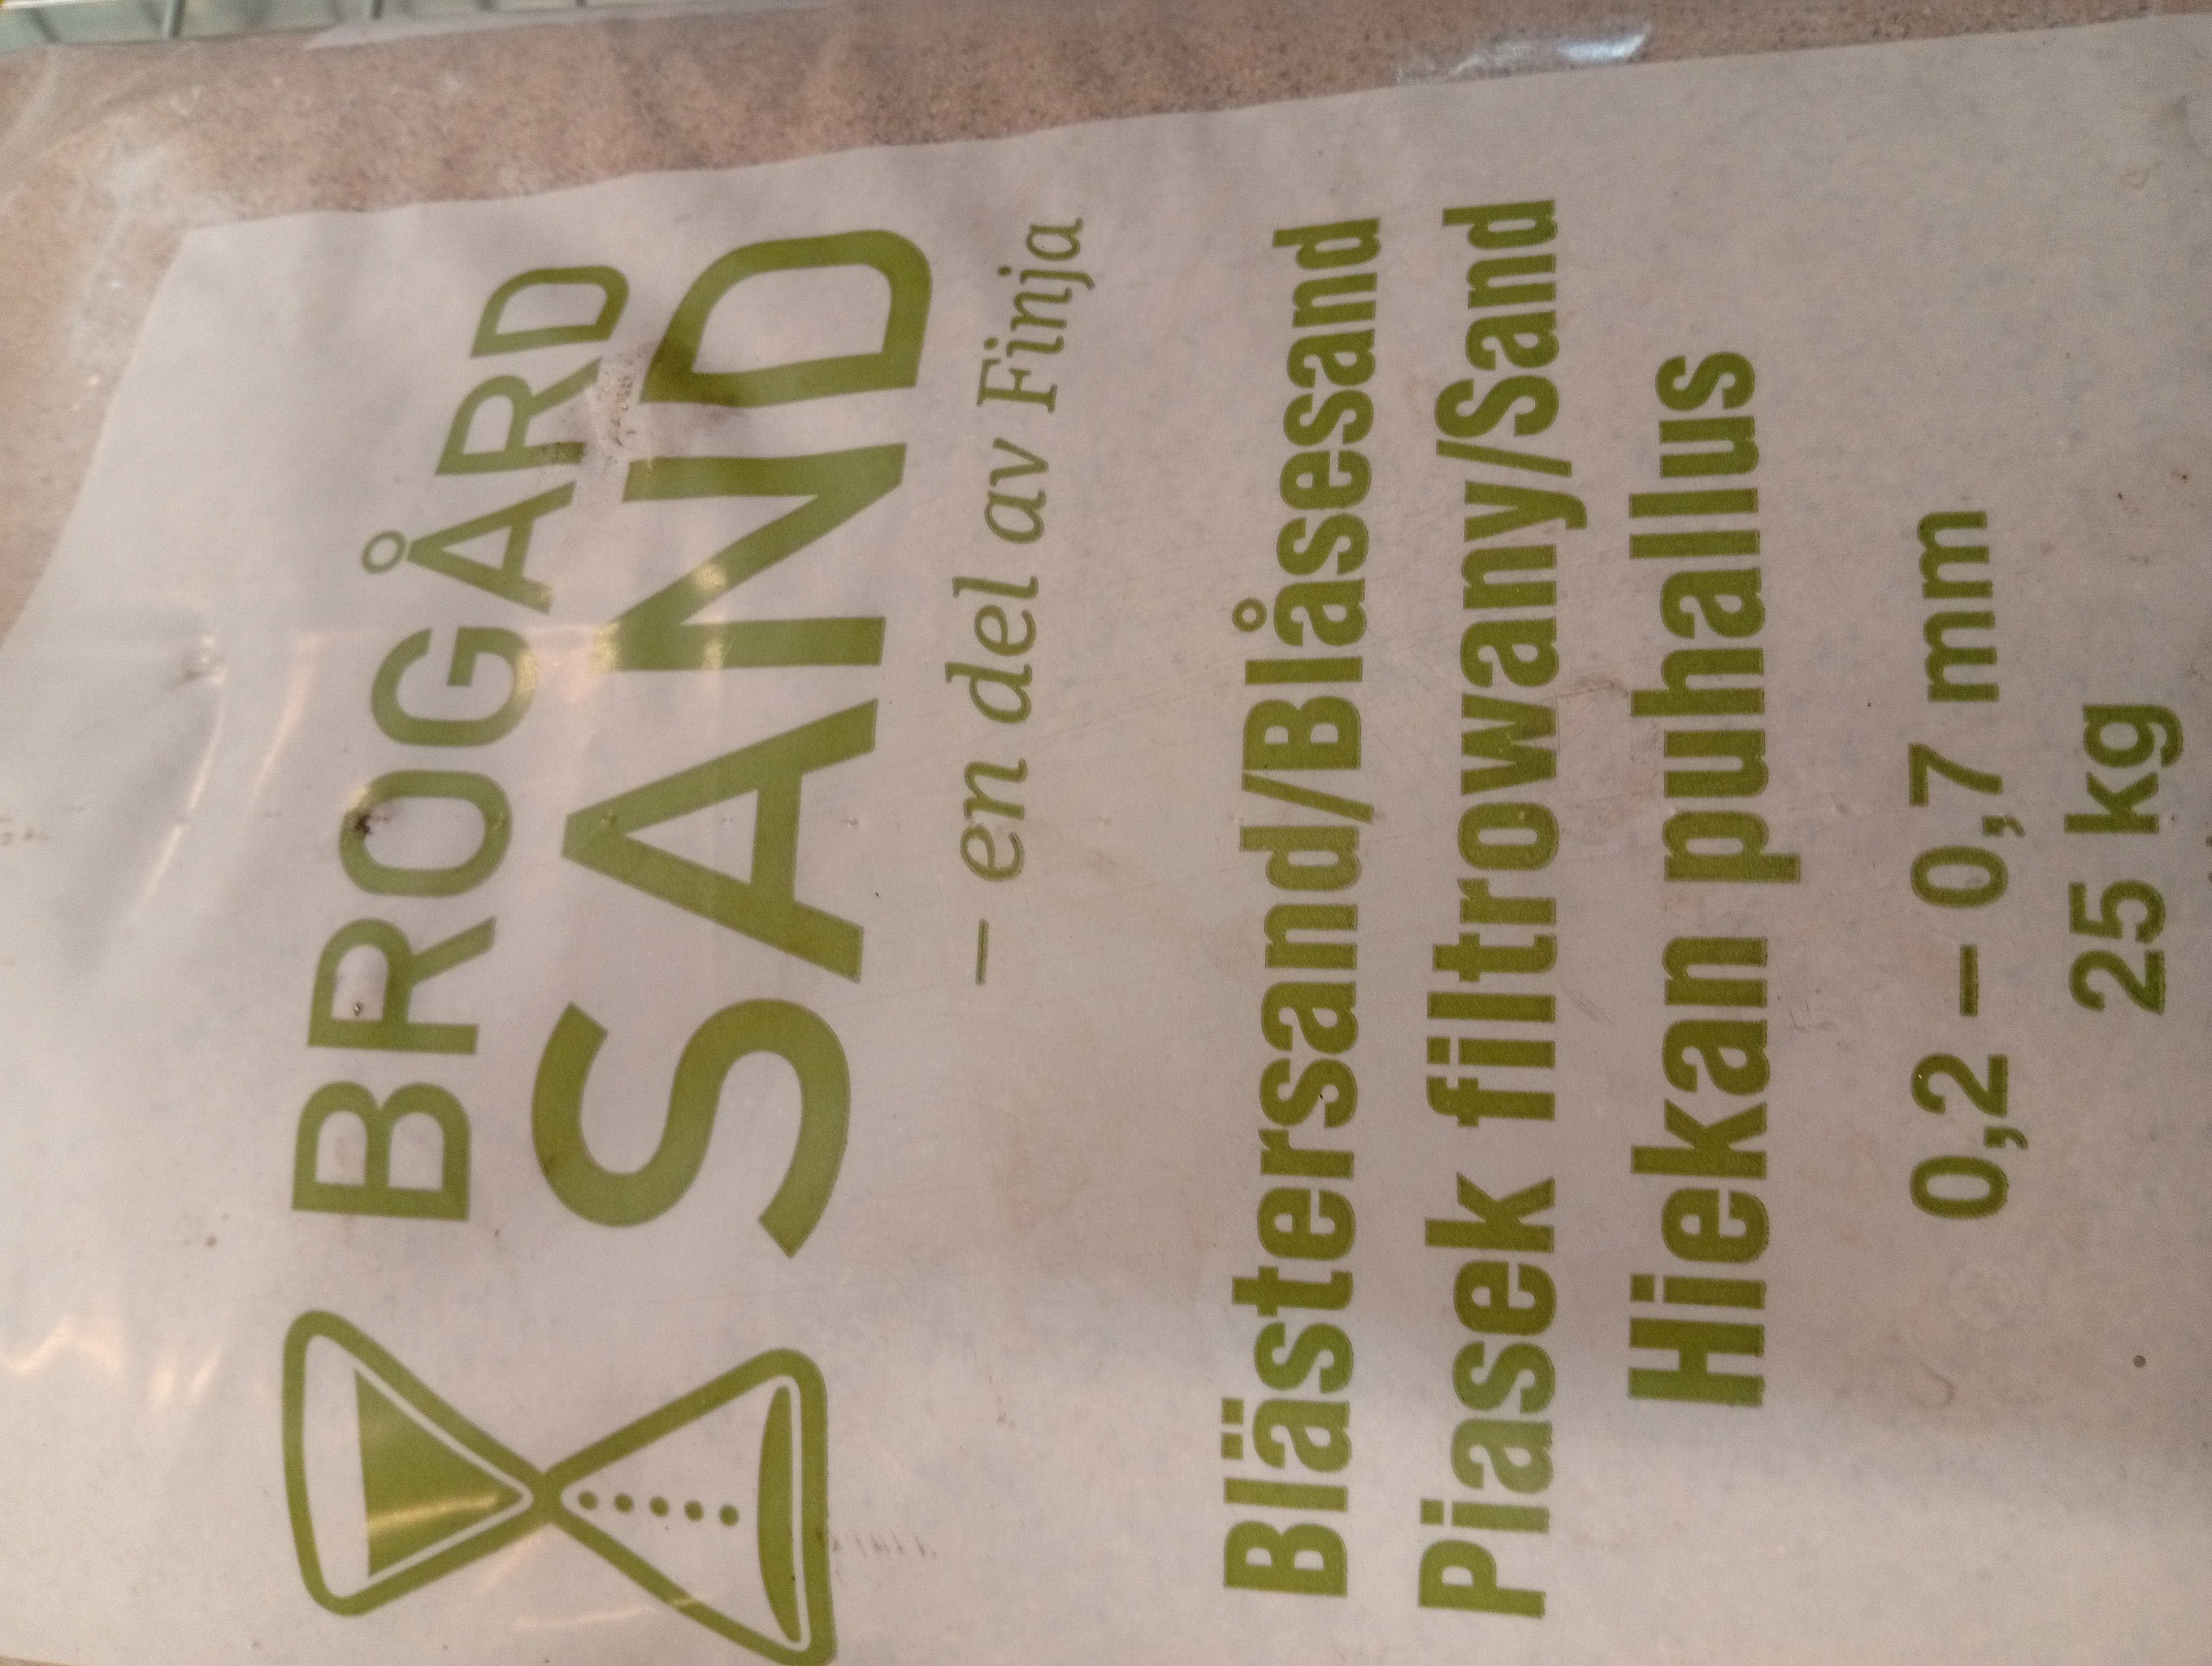 BROGÅRD
SAND
– en del av Finja
Blästersand/Blåsesand
Piasek filtrowany/Sand
Hiekan puhallus
0,2 – 0,7 mm
25 kg